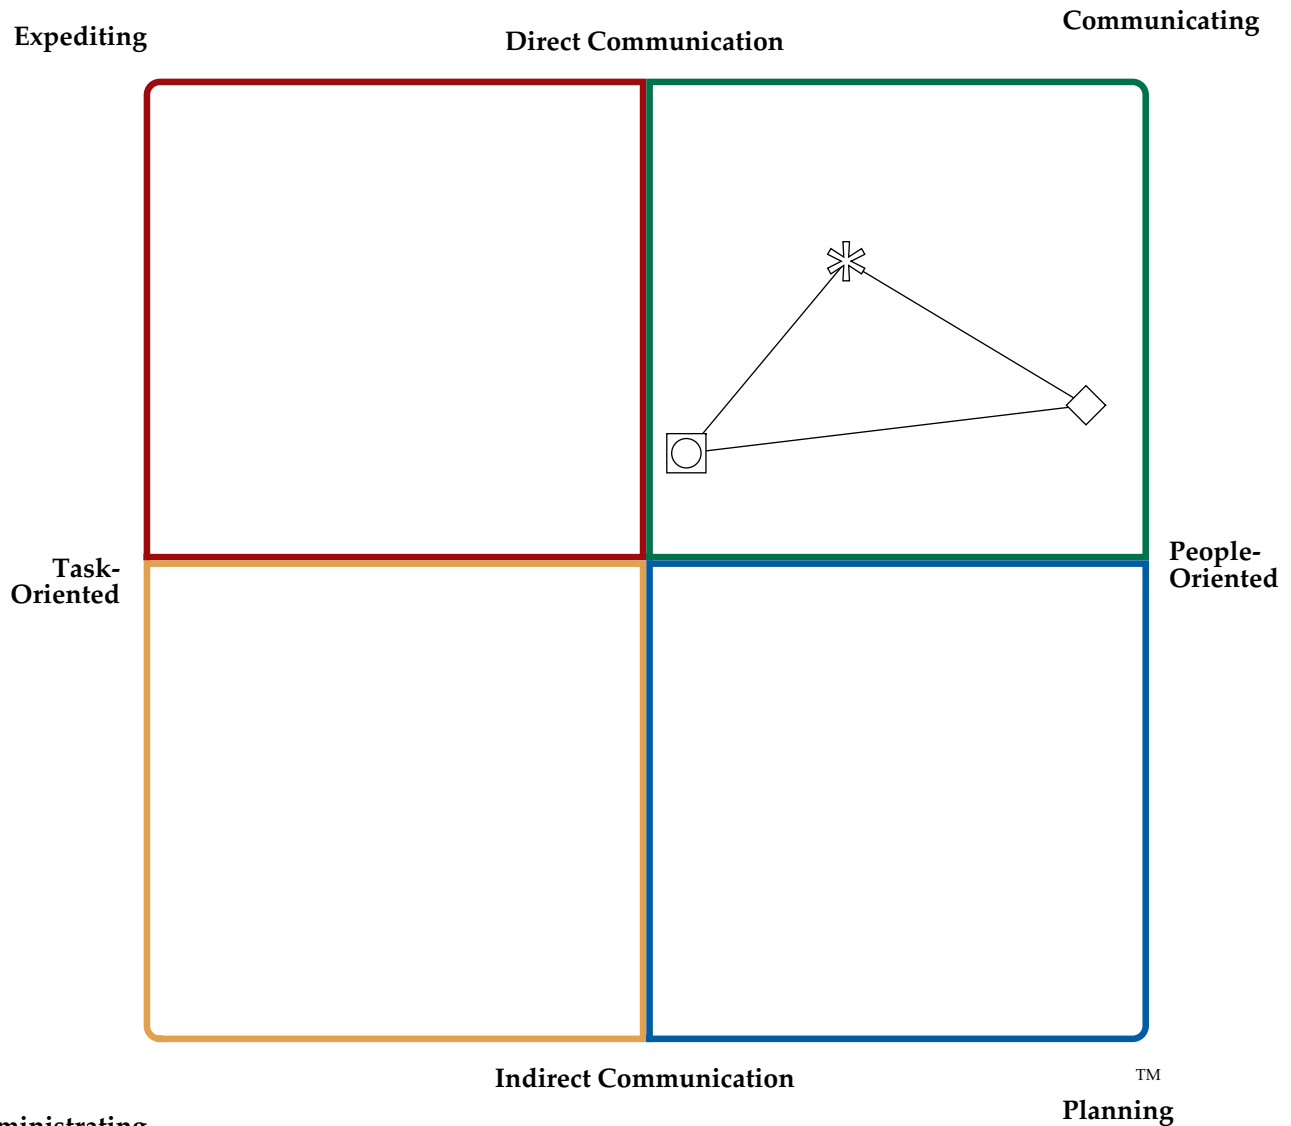 Expediting
Direct Communication
Communicating
Task-
Oriented
People-
Oriented
Indirect Communication
TM
Planning